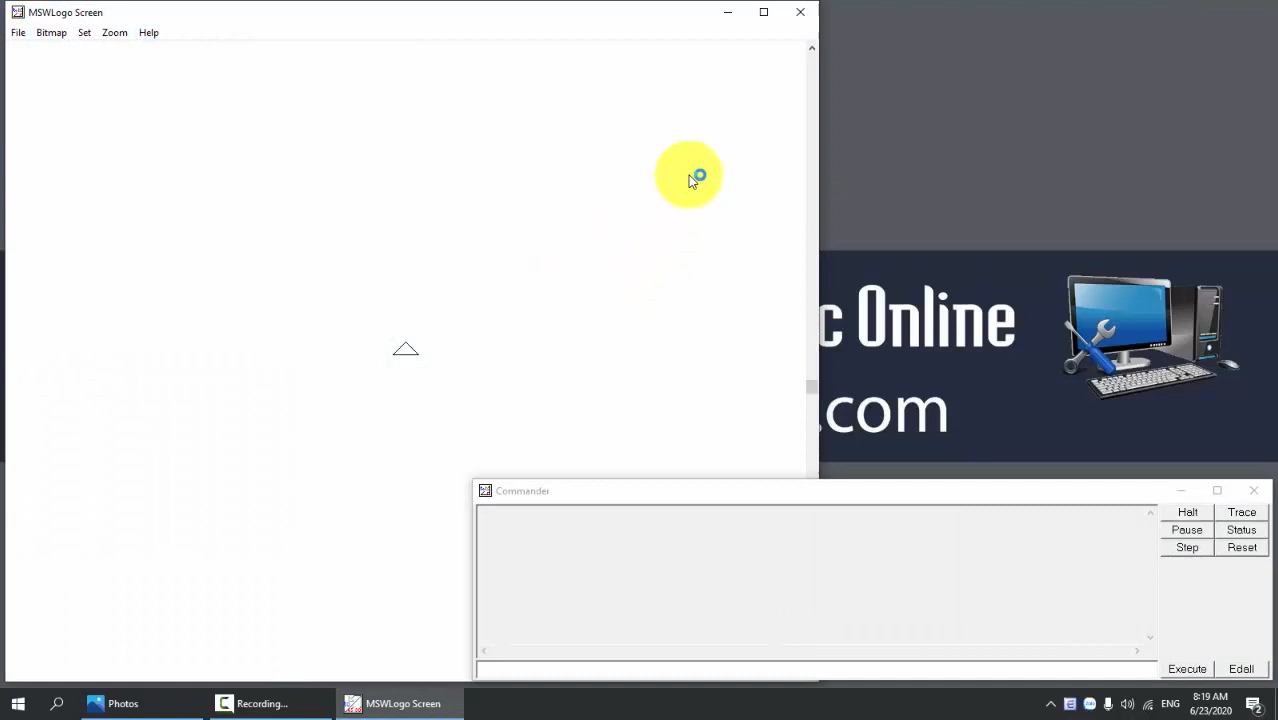 MSWLogo Screen
File Bitmap Set Zoom Help
c Online
.com
Commander
Halt Trace
Pause Status
Step Reset
Execute Edall
Photos
Recording...
MSWLogo Screen
ENG
8:19 AM
6/23/2020
2